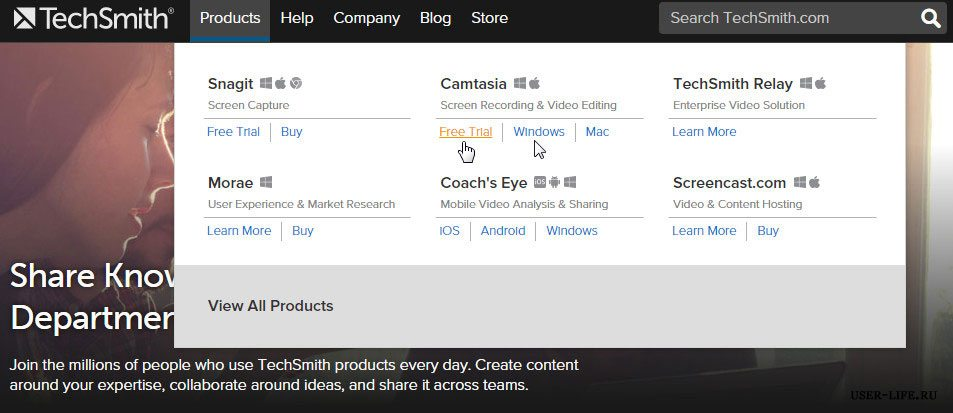 TechSmith®
Products Help Company Blog Store
Search TechSmith.com
Snagit
Screen Capture
Free Trial Buy
Camtasia
Screen Recording & Video Editing
Free Trial Windows Mac
TechSmith Relay
Enterprise Video Solution
Learn More
Morae
User Experience & Market Research
Learn More Buy
Coach's Eye
iOS
Mobile Video Analysis & Sharing
iOS Android Windows
Screencast.com
Video & Content Hosting
Learn More Buy
View All Products
Share Know
Departmen
Join the millions of people who use TechSmith products every day. Create content
around your expertise, collaborate around ideas, and share it across teams.
USER-LIFE.RU